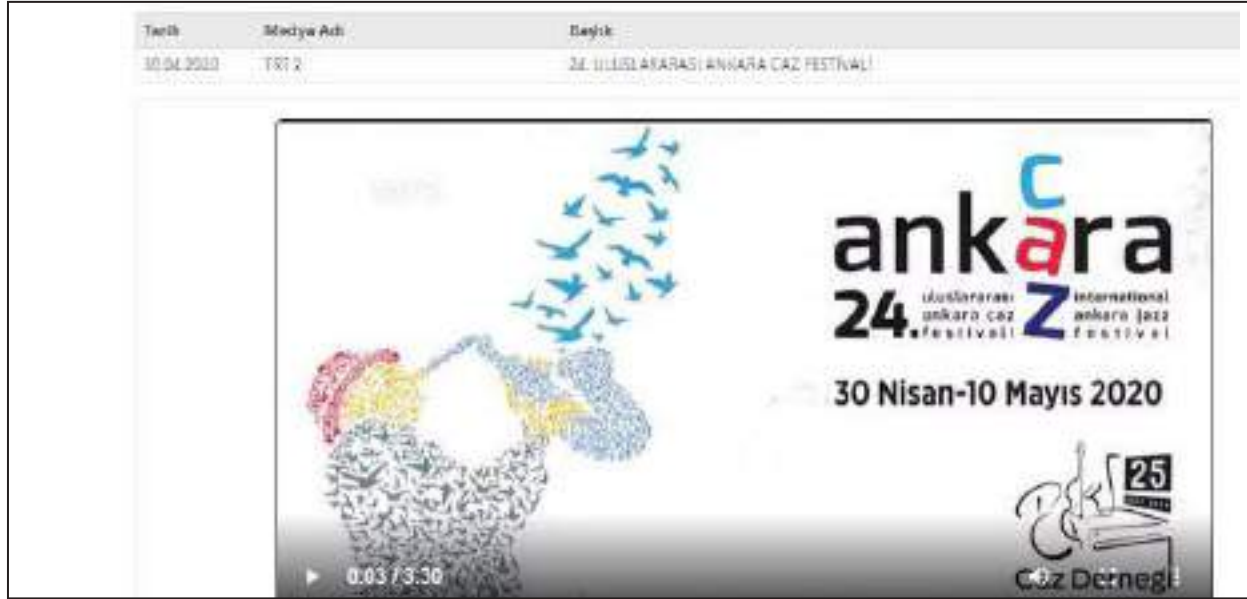 Tarih Medya Adı Başlık
30.04.2020 TRT 2 24. ULUSLARARASI ANKARA CAZ FESTİVALİ
caz
ankara
24. uluslararası ankara caz festivali
international ankara jazz festival
30 Nisan-10 Mayıs 2020
25
Caz Derneği
0:03 / 3:30